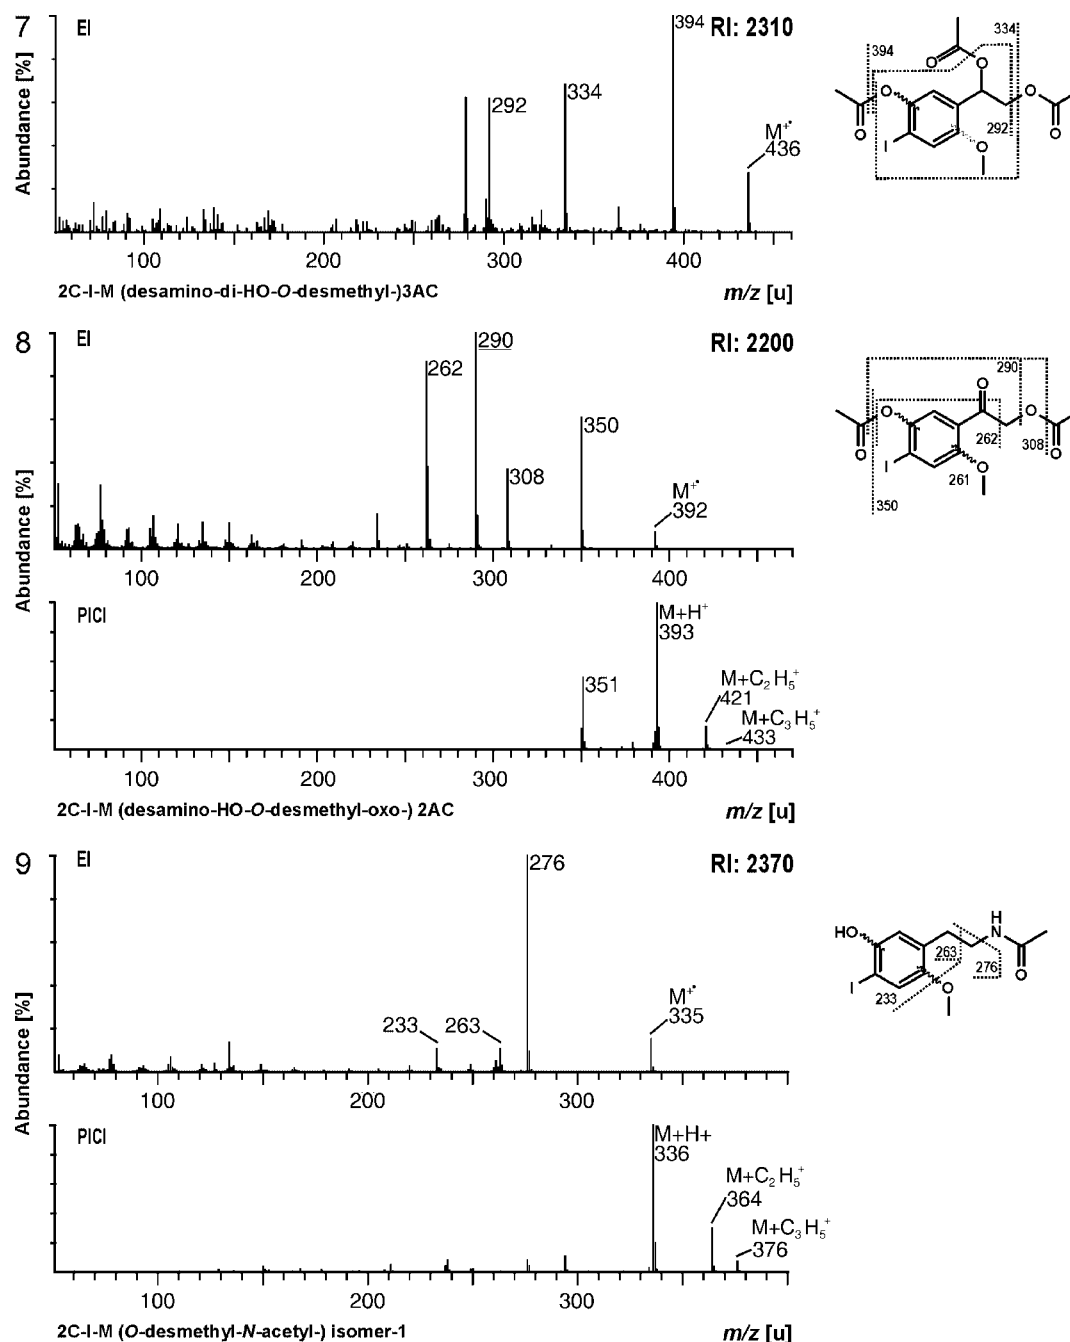 7
EI
RI: 2310
Abundance [%]
394
334
292
M+•
436
100
200
300
400
2C-I-M (desamino-di-HO-O-desmethyl-)3AC
m/z [u]
394
334
292
O
O
O
O
O
I
O
8
EI
RI: 2200
Abundance [%]
290
262
350
308
M+•
392
100
200
300
400
290
O
O
O
O
O
262
308
I
261
O
350
PICI
M+H+
393
351
M+C2H5+
421
M+C3H5+
433
100
200
300
400
2C-I-M (desamino-HO-O-desmethyl-oxo-) 2AC
m/z [u]
9
EI
RI: 2370
Abundance [%]
276
233
263
M+•
335
100
200
300
HO
H
N
263
276
O
I
233
O
PICI
M+H+
336
M+C2H5+
364
M+C3H5+
376
100
200
300
2C-I-M (O-desmethyl-N-acetyl-) isomer-1
m/z [u]